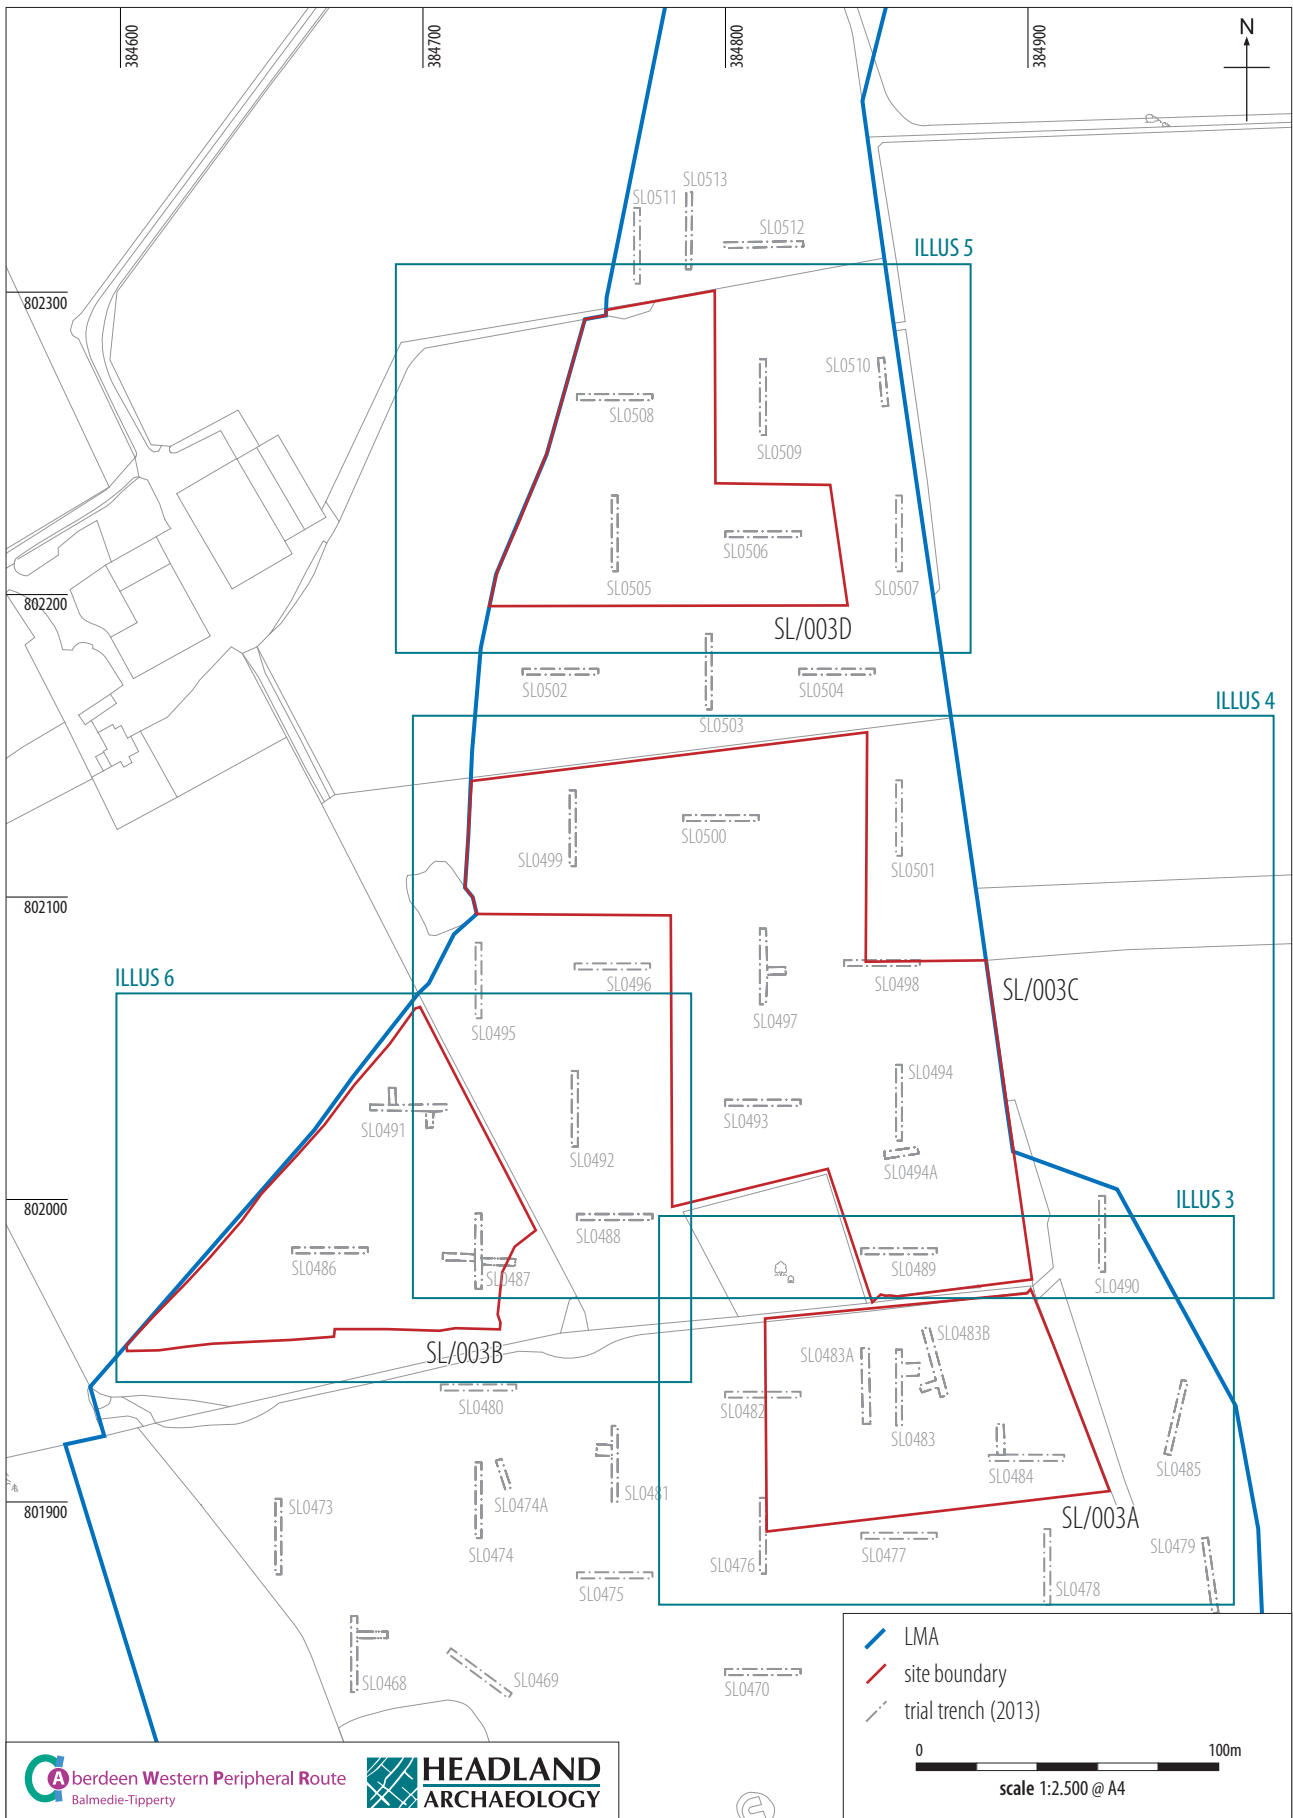 384600
384700
384800
384900
N
SL0513
SL0511
SL0512
ILLUS 5
802300
SL0510
SL0508
SL0509
SL0506
SL0505
SL0507
802200
SL/003D
SL0502
SL0504
ILLUS 4
SL0503
SL0500
SL0499
SL0501
802100
ILLUS 6
SL0496
SL0498
SL/003C
SL0497
SL0495
SL0494
SL0493
SL0491
SL0492
SL0494A
802000
ILLUS 3
SL0488
SL0486
SL0489
SL0487
SL0490
SL0483B
SL/003B
SL0483A
SL0480
SL0482
SL0483
SL0484
SL0485
SL0481
SL0474A
SL0473
801900
SL/003A
SL0474
SL0476
SL0477
SL0479
SL0475
SL0478
LMA
SL0468
SL0469
SL0470
site boundary
trial trench (2013)
0 100m
scale 1:2.500 @ A4
Aberdeen Western Peripheral Route
Balmedie-Tipperty
HEADLAND
ARCHAEOLOGY